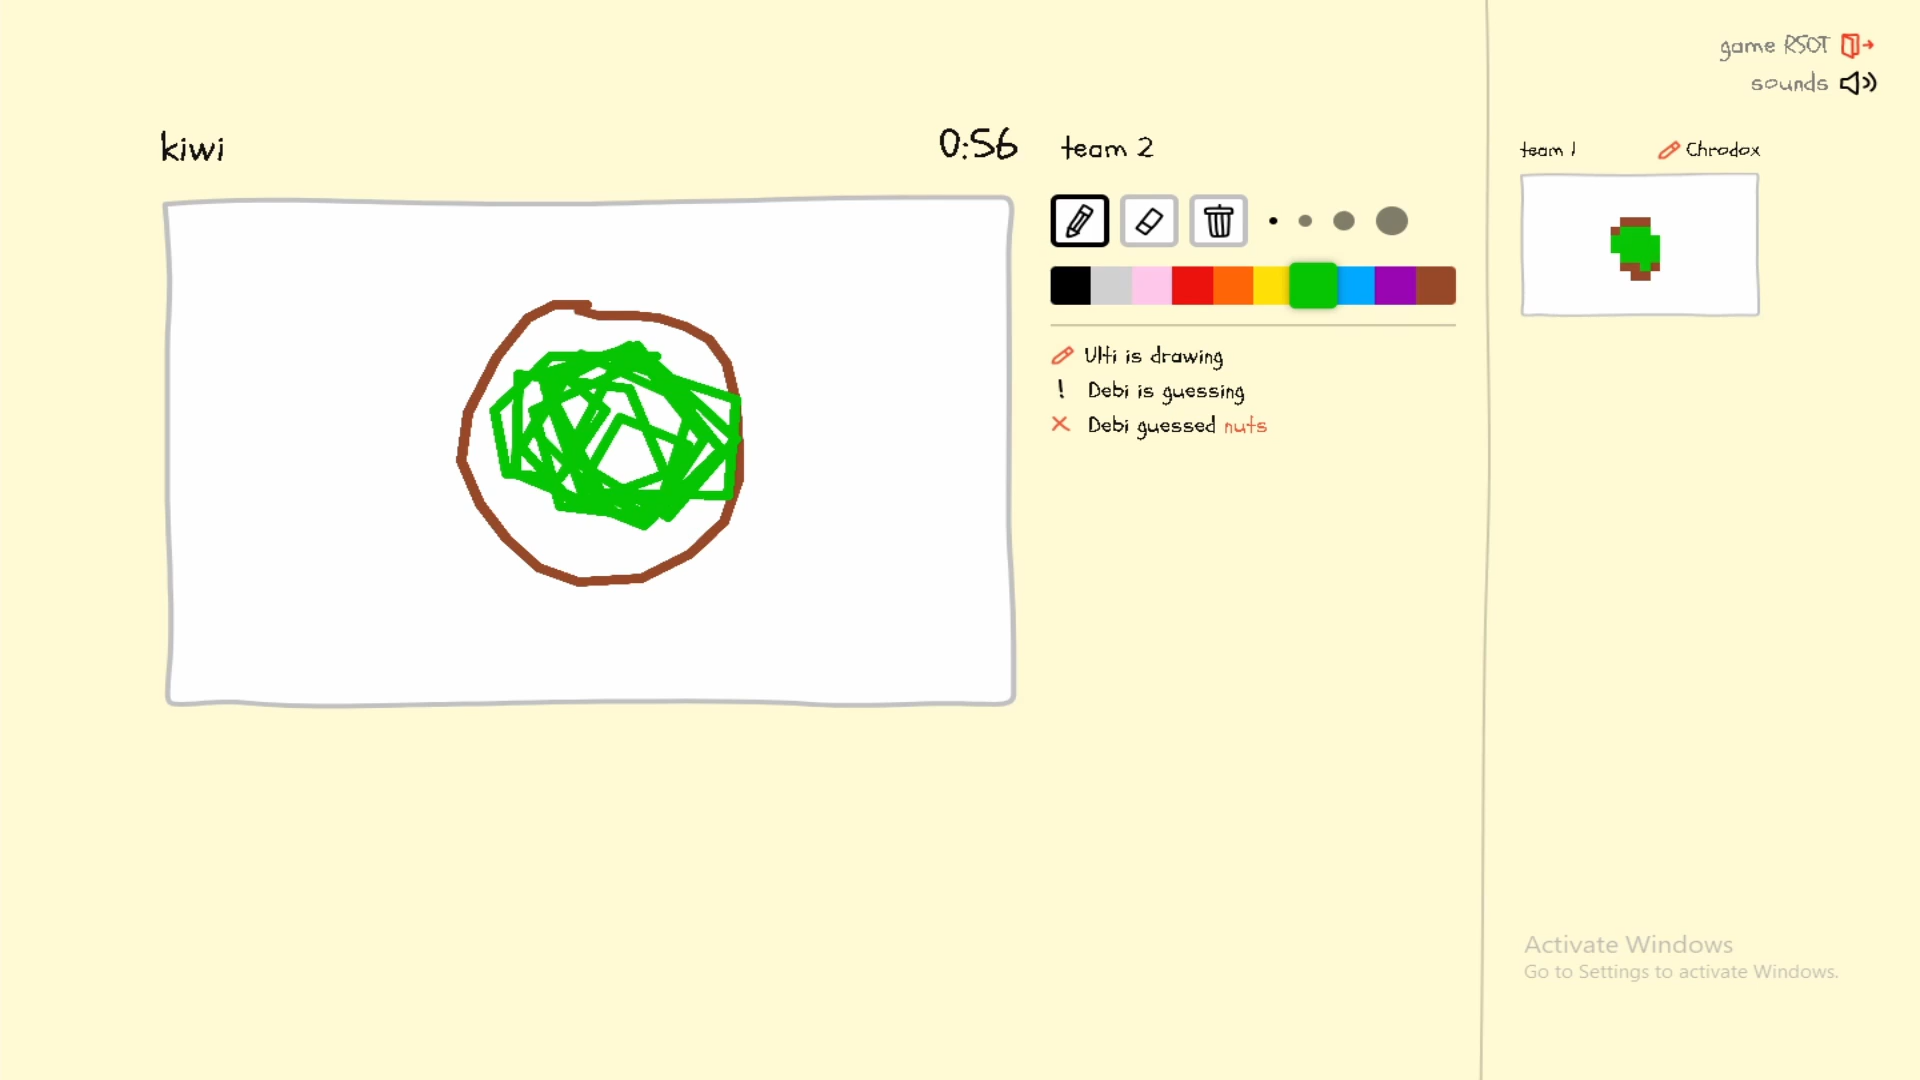 game RSOT
sounds
kiwi
0:56
team 2
team 1
Chrodox
Ulti is drawing
! Debi is guessing
Debi guessed nuts
Activate Windows
Go to Settings to activate Windows.